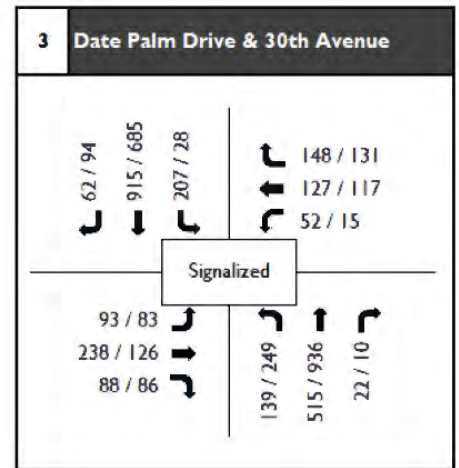 3 Date Palm Drive & 30th Avenue
62 / 94
915 / 685
207 / 28
148 / 131
127 / 117
52 / 15
Signalized
93 / 83
238 / 126
88 / 86
139 / 249
515 / 936
22 / 10